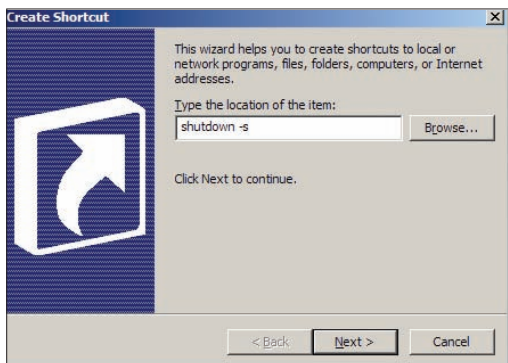 Create Shortcut
This wizard helps you to create shortcuts to local or
network programs, files, folders, computers, or Internet
addresses.
Type the location of the item:
shutdown -s
Browse...
Click Next to continue.
< Back
Next >
Cancel